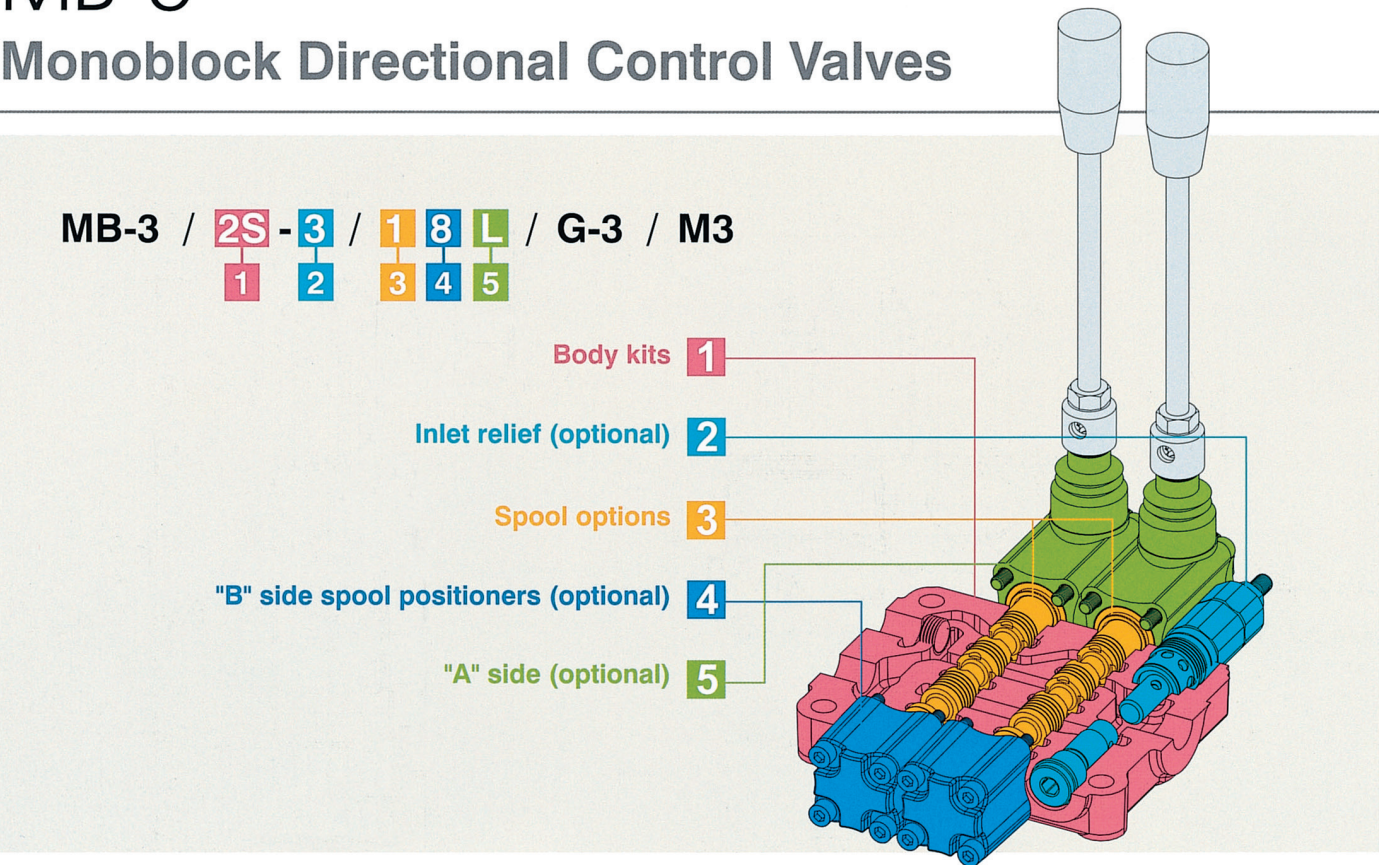 Monoblock Directional Control Valves
MB-3 / 2S - 3 / 1 8 L / G-3 / M3
1 2 3 4 5
Body kits 1
Inlet relief (optional) 2
Spool options 3
"B" side spool positioners (optional) 4
"A" side (optional) 5